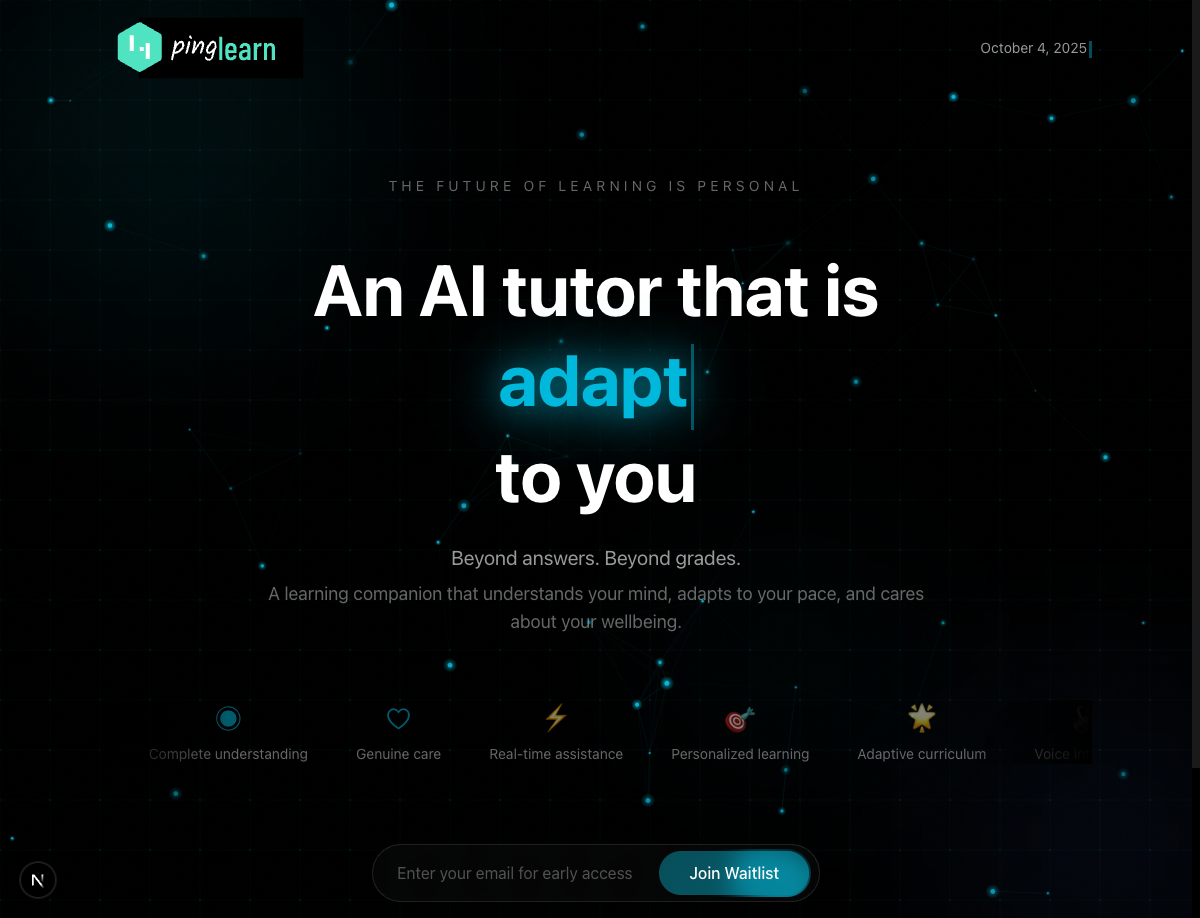 pinglearn
October 4, 2025
THE FUTURE OF LEARNING IS PERSONAL
An AI tutor that is
adapt
to you
Beyond answers. Beyond grades.
A learning companion that understands your mind, adapts to your pace, and cares
about your wellbeing.
Complete understanding
Genuine care
Real-time assistance
Personalized learning
Adaptive curriculum
Voice
Enter your email for early access
Join Waitlist
N